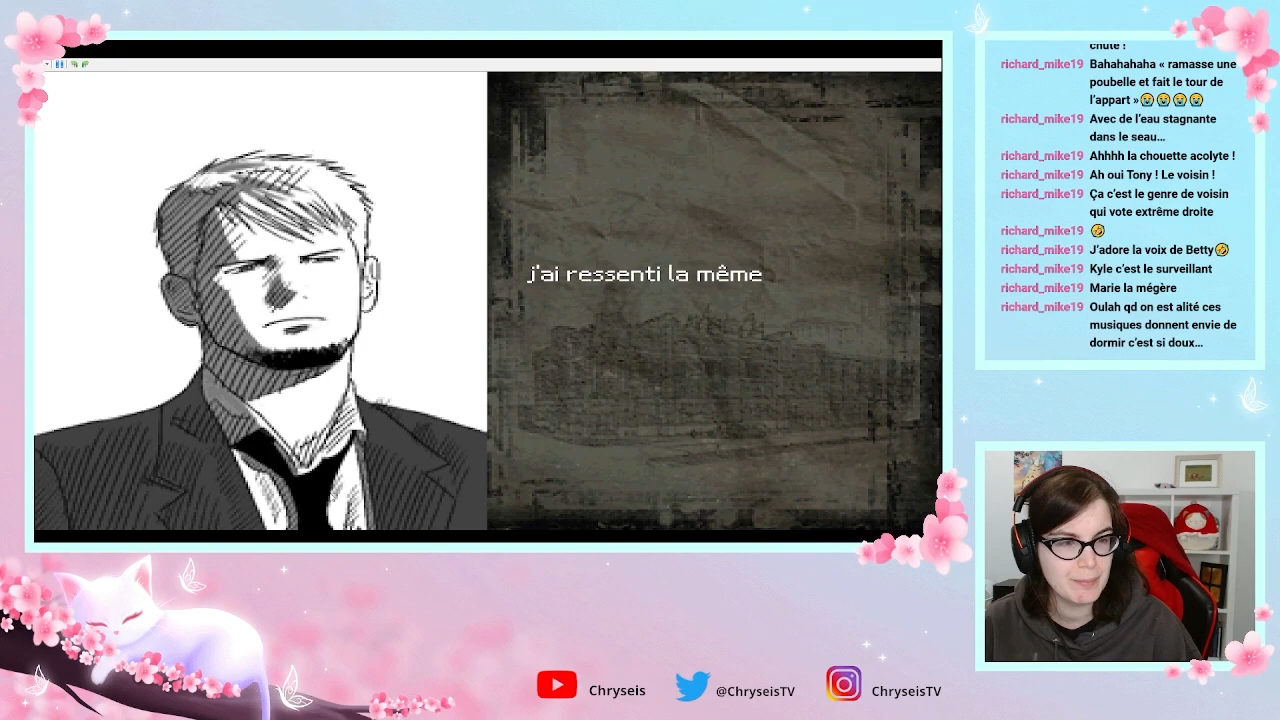 j'ai ressenti la même
chute !
richard_mike19 Bahahahaha « ramasse une
poubelle et fait le tour de
l'appart »😭😭😭😭
richard_mike19 Avec de l'eau stagnante
dans le seau...
richard_mike19 Ahhhh la chouette acolyte !
richard_mike19 Ah oui Tony ! Le voisin !
richard_mike19 Ça c'est le genre de voisin
qui vote extrême droite
richard_mike19 🤣
richard_mike19 J'adore la voix de Betty🤣
richard_mike19 Kyle c'est le surveillant
richard_mike19 Marie la mégère
richard_mike19 Oulah qd on est alité ces
musiques donnent envie de
dormir c'est si doux...
Chryseis
@ChryseisTV
ChryseisTV